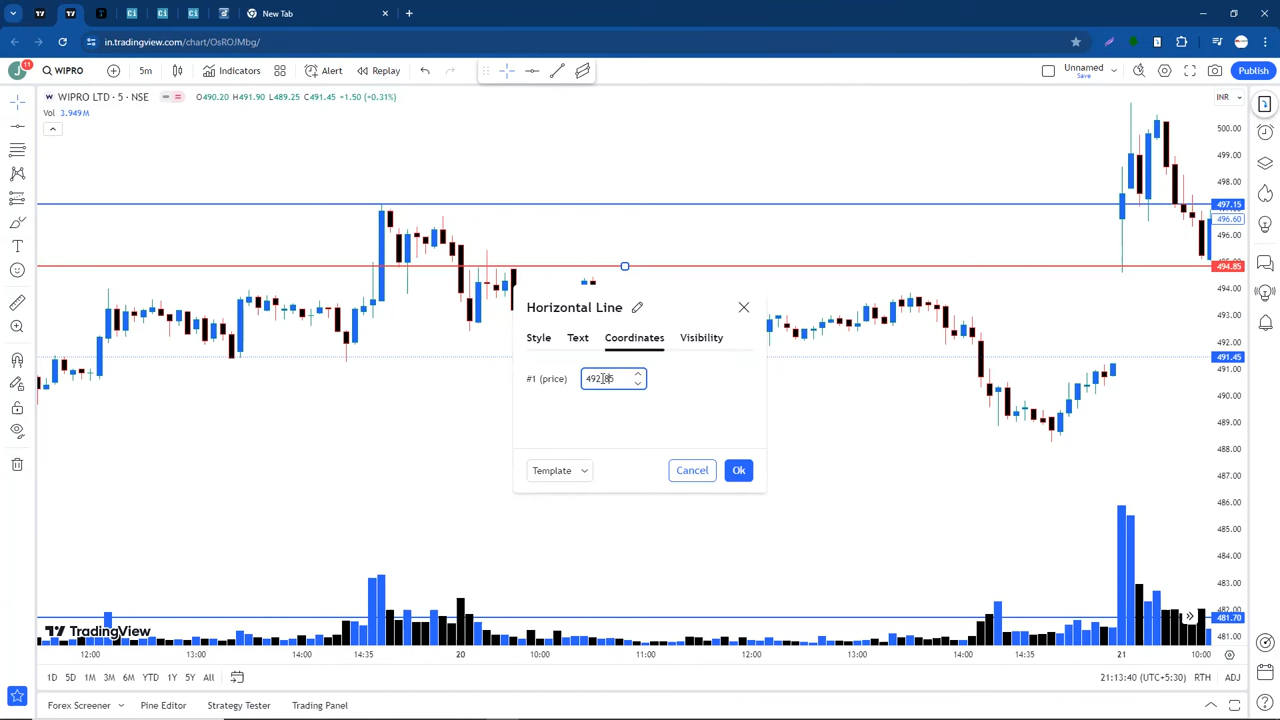 New Tab
in.tradingview.com/chart/OsROJMbg/
11
WIPRO
5m
Indicators
Alert
Replay
Unnamed
Save
Publish
WIPRO LTD · 5 · NSE
O490.20 H491.90 L489.25 C491.45 +1.50 (+0.31%)
INR
Vol 3.949M
500.00
499.00
498.00
497.15
496.60
496.00
494.85
494.00
493.00
492.00
491.45
491.00
490.00
489.00
488.00
487.00
486.00
485.00
484.00
483.00
482.00
481.70
481.00
Horizontal Line
Style
Text
Coordinates
Visibility
#1 (price)
492.85
Template
Cancel
Ok
TradingView
12:00
13:00
14:00
14:35
20
10:00
11:00
12:00
13:00
14:00
14:35
21
10:00
1D
5D
1M
3M
6M
YTD
1Y
5Y
All
21:13:40 (UTC+5:30)
RTH
ADJ
Forex Screener
Pine Editor
Strategy Tester
Trading Panel